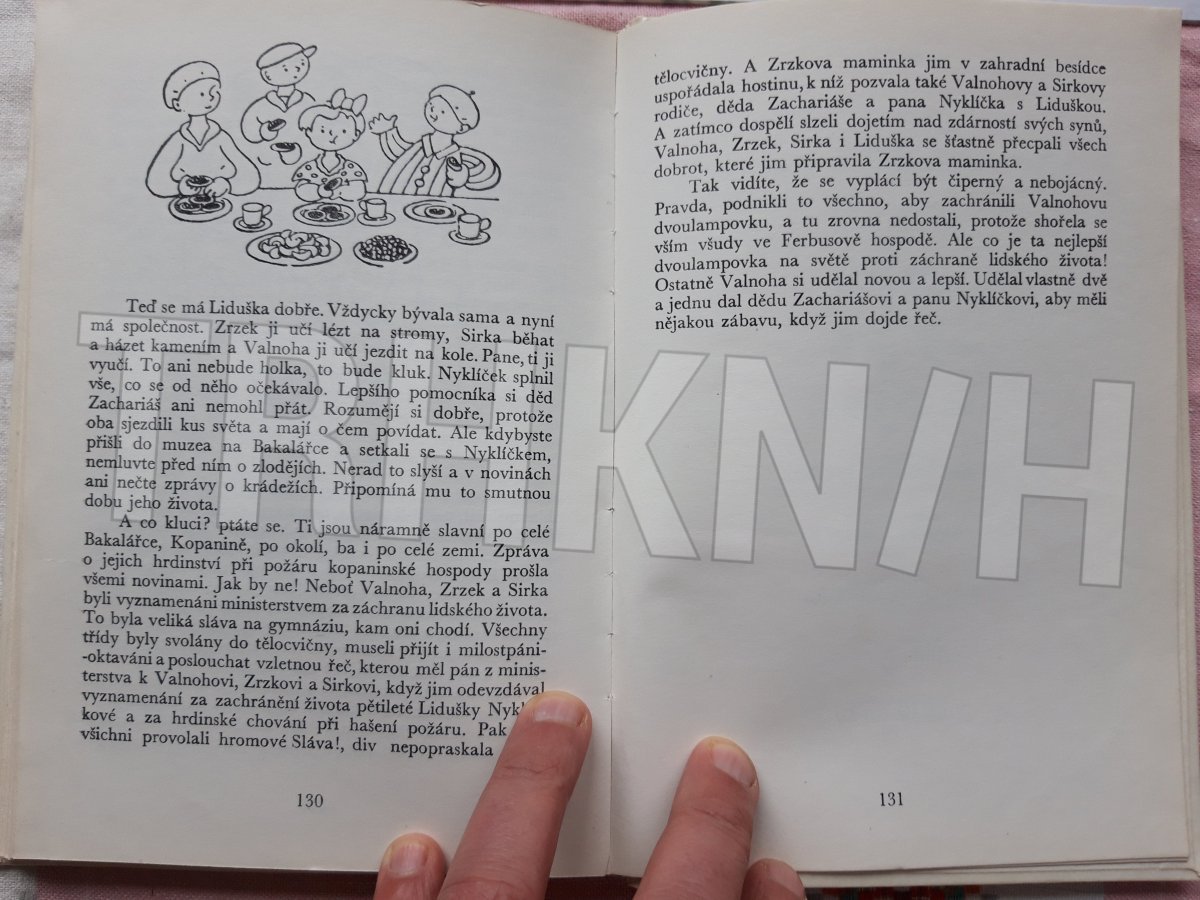 Teď se má Liduška dobře. Vždycky bývala sama a nyní
má společnost. Zrzek ji učí lézt na stromy, Sirka běhat
a házet kamením a Valnoha ji učí jezdit na kole. Pane, ti ji
vyučí. To ani nebude holka, to bude kluk. Nyklíček splnil
vše, co se od něho očekávalo. Lepšího pomocníka si děd
Zachariáš ani nemohl přát. Rozumějí si dobře, protože
oba sjezdili kus světa a mají o čem povídat. Ale kdybyste
přišli do muzea na Bakalářce a setkali se s Nyklíčkem,
nemluvte před ním o zlodějích. Nerad to slyší a v novinách
ani nečte zprávy o krádežích. Připomíná mu to smutnou
dobu jeho života.
A co kluci? ptáte se. Ti jsou náramně slavní po celé
Bakalářce, Kopanině, po okolí, ba i po celé zemi. Zpráva
o jejich hrdinství při požáru kopaninské hospody prošla
všemi novinami. Jak by ne! Neboť Valnoha, Zrzek a Sirka
byli vyznamenáni ministerstvem za záchranu lidského života.
To byla veliká sláva na gymnáziu, kam oni chodí. Všechny
třídy byly svolány do tělocvičny, museli přijít i milostpáni-
-oktaváni a poslouchat vzletnou řeč, kterou měl pán z minis-
terstva k Valnohovi, Zrzkovi a Sirkovi, když jim odevzdával
vyznamenání za zachránění života pětileté Lidušky
kové a za hrdinské chování při hašení požáru. Pak
všichni provolali hromové Sláva!, div nepopraskala
130
tělocvičny. A Zrzkova maminka jim v zahradní besídce
uspořádala hostinu, k níž pozvala také Valnohovy a Sirkovy
rodiče, děda Zachariáše a pana Nyklíčka s Liduškou.
A zatímco dospělí slzeli dojetím nad zdárností svých synů,
Valnoha, Zrzek, Sirka i Liduška se šťastně přecpali všech
dobrot, které jim připravila Zrzkova maminka.
Tak vidíte, že se vyplácí být čiperný a nebojácný.
Pravda, podnikli to všechno, aby zachránili Valnohovu
dvoulampovku, a tu zrovna nedostali, protože shořela se
vším všudy ve Ferbusově hospodě. Ale co je ta nejlepší
dvoulampovka na světě proti záchraně lidského života!
Ostatně Valnoha si udělal novou a lepší. Udělal vlastně dvě
a jednu dal dědu Zachariášovi a panu Nyklíčkovi, aby měli
nějakou zábavu, když jim dojde řeč.
131
TRHKNIH